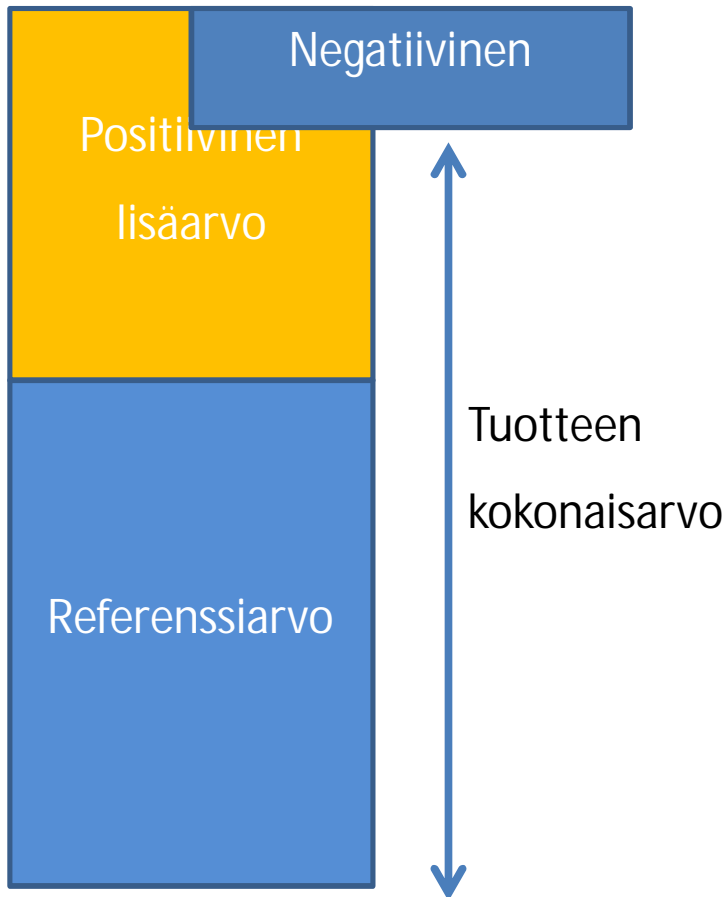 Negatiivinen
Positiivinen
lisäarvo
Tuotteen
kokonaisarvo
Referenssiarvo